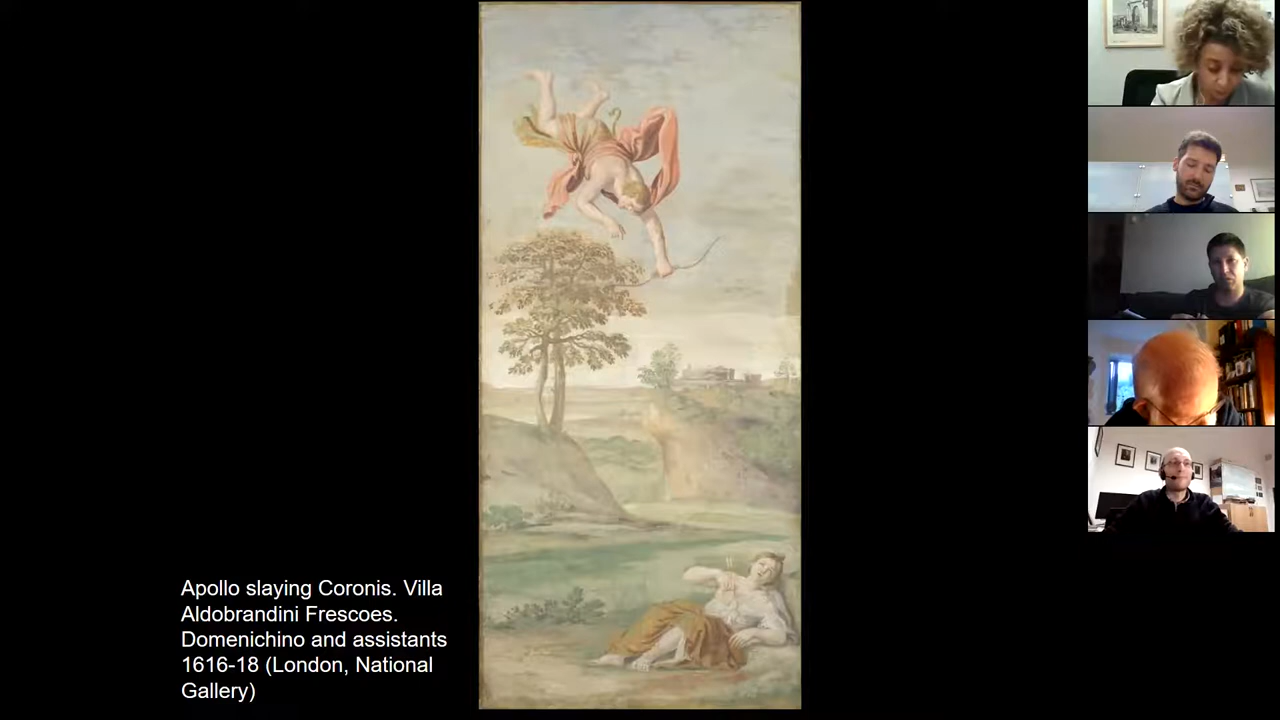 Apollo slaying Coronis. Villa
Aldobrandini Frescoes.
Domenichino and assistants
1616-18 (London, National
Gallery)